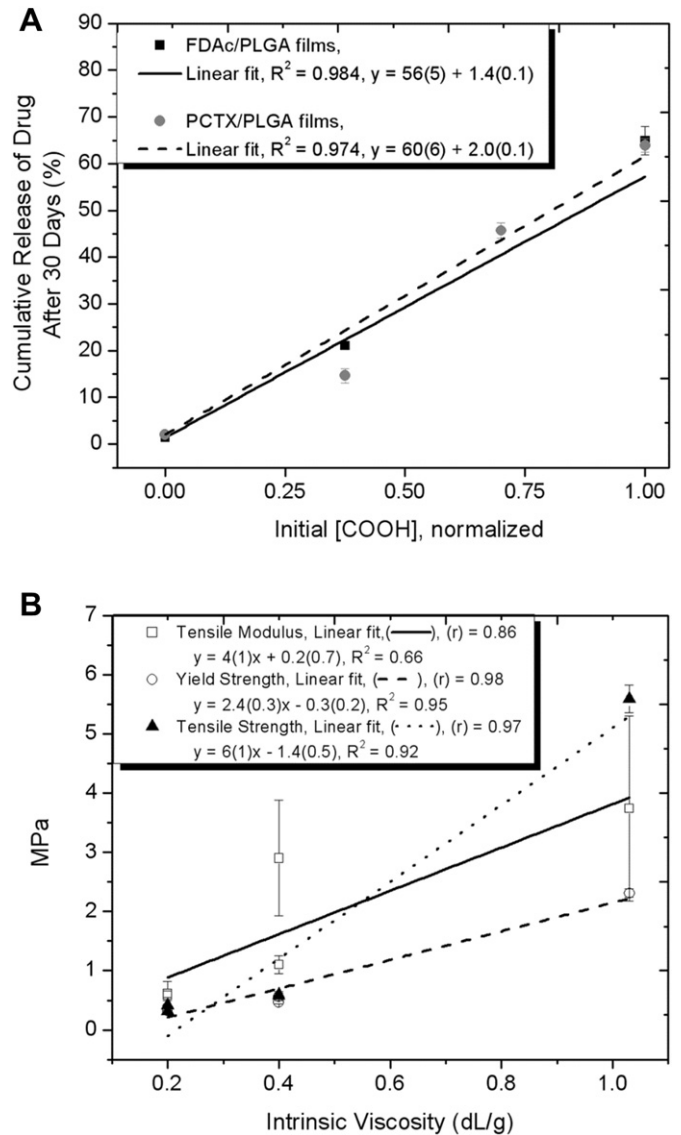 A
FDAc/PLGA films,
Linear fit, R² = 0.984, y = 56(5) + 1.4(0.1)
PCTX/PLGA films,
Linear fit, R² = 0.974, y = 60(6) + 2.0(0.1)
Cumulative Release of Drug
After 30 Days (%)
90
80
70
60
50
40
30
20
10
0
0.00 0.25 0.50 0.75 1.00
Initial [COOH], normalized
B
Tensile Modulus, Linear fit,(), (r) = 0.86
y = 4(1)x + 0.2(0.7), R² = 0.66
Yield Strength, Linear fit, (), (r) = 0.98
y = 2.4(0.3)x - 0.3(0.2), R² = 0.95
Tensile Strength, Linear fit, (), (r) = 0.97
y = 6(1)x - 1.4(0.5), R² = 0.92
MPa
7
6
5
4
3
2
1
0
0.2 0.4 0.6 0.8 1.0
Intrinsic Viscosity (dL/g)